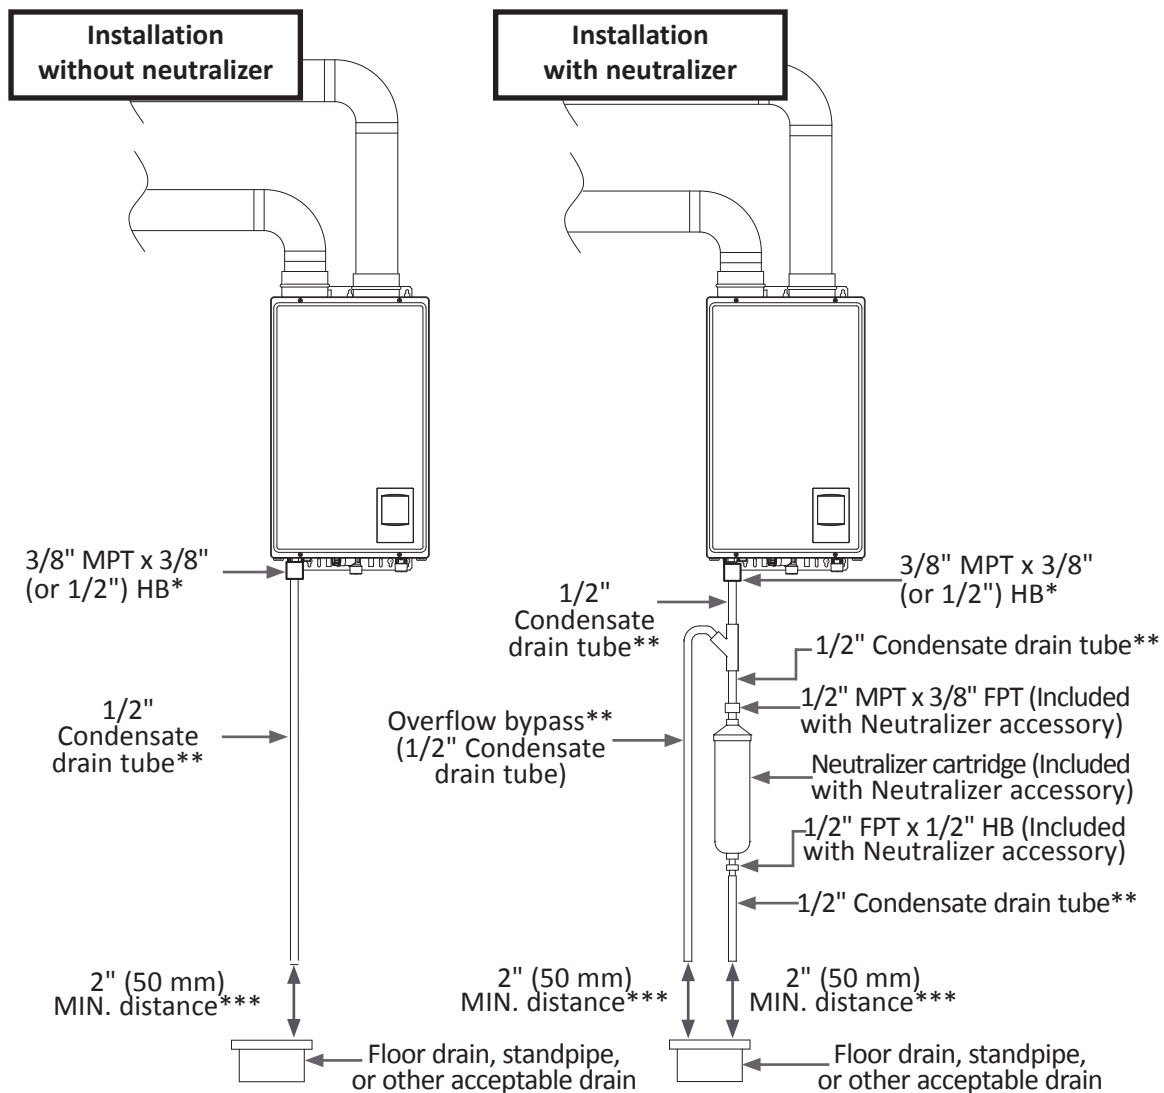 Installation
without neutralizer
3/8" MPT x 3/8"
(or 1/2") HB*
1/2"
Condensate
drain tube**
2" (50 mm)
MIN. distance***
Floor drain, standpipe,
or other acceptable drain
Installation
with neutralizer
3/8" MPT x 3/8"
(or 1/2") HB*
1/2"
Condensate
drain tube**
1/2" Condensate drain tube**
1/2" MPT x 3/8" FPT (Included
with Neutralizer accessory)
Overflow bypass**
(1/2" Condensate
drain tube)
Neutralizer cartridge (Included
with Neutralizer accessory)
1/2" FPT x 1/2" HB (Included
with Neutralizer accessory)
1/2" Condensate drain tube**
2" (50 mm)
MIN. distance***
2" (50 mm)
MIN. distance***
Floor drain, standpipe,
or other acceptable drain